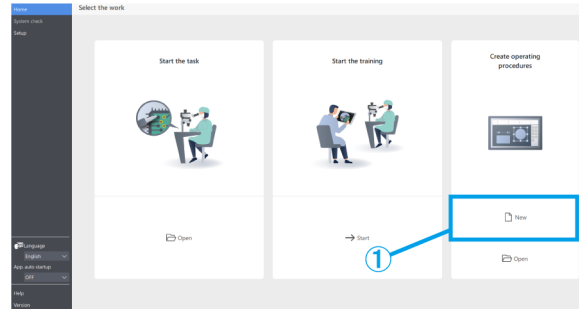 Home
Select the work
System check
Setup
Start the task
Start the training
Create operating
procedures
Open
Start
New
Open
①
Language
English
App auto startup
OFF
Help
Version